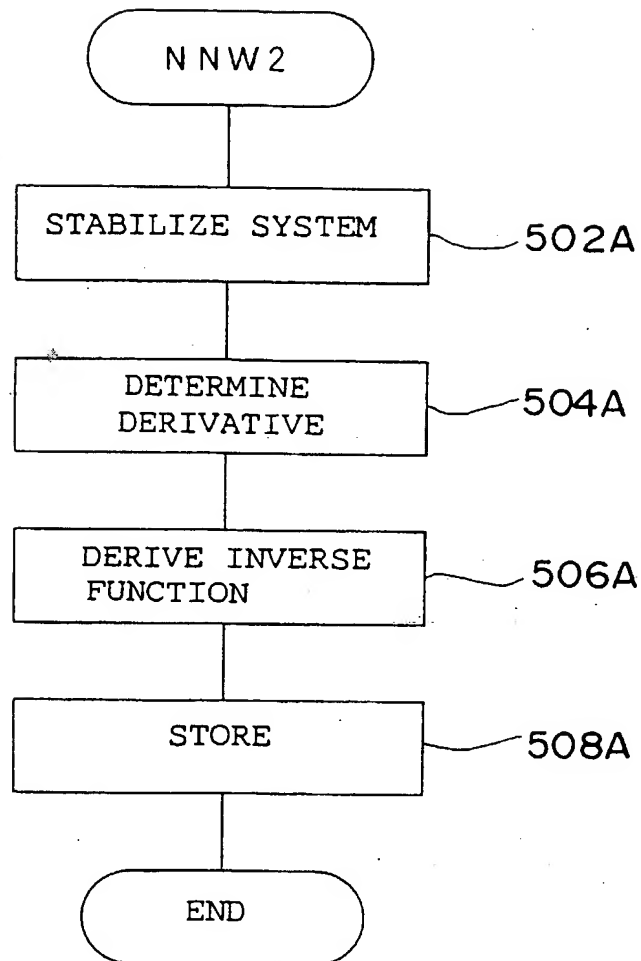 NNW2
STABILIZE SYSTEM
502A
DETERMINE
DERIVATIVE
504A
DERIVE INVERSE
FUNCTION
506A
STORE
508A
END